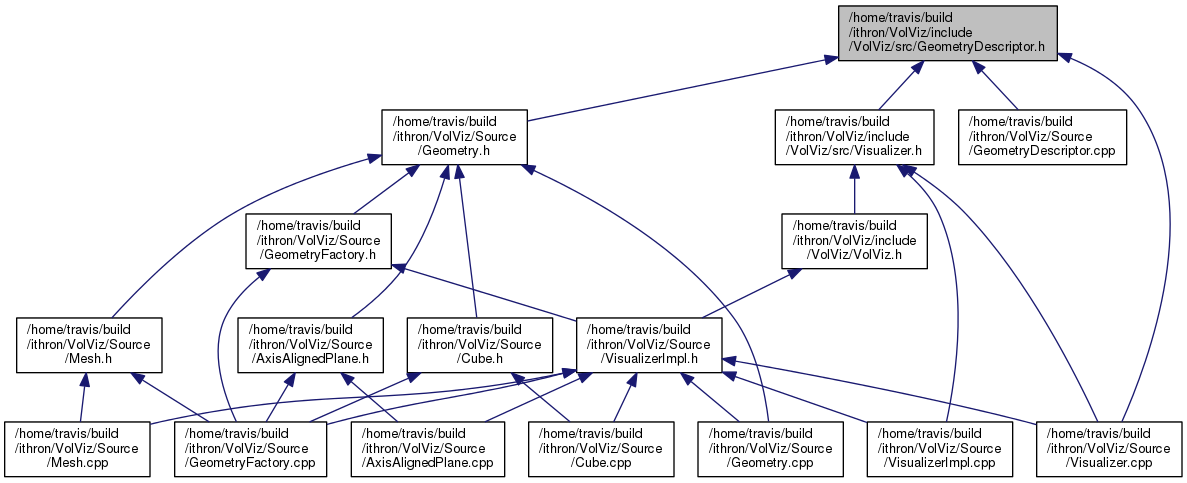 /home/travis/build
/ithron/VolViz/include
/VolViz/src/GeometryDescriptor.h
/home/travis/build
/ithron/VolViz/Source
/Geometry.h
/home/travis/build
/ithron/VolViz/include
/VolViz/src/Visualizer.h
/home/travis/build
/ithron/VolViz/Source
/GeometryDescriptor.cpp
/home/travis/build
/ithron/VolViz/Source
/GeometryFactory.h
/home/travis/build
/ithron/VolViz/include
/VolViz/VolViz.h
/home/travis/build
/ithron/VolViz/Source
/Mesh.h
/home/travis/build
/ithron/VolViz/Source
/AxisAlignedPlane.h
/home/travis/build
/ithron/VolViz/Source
/Cube.h
/home/travis/build
/ithron/VolViz/Source
/VisualizerImpl.h
/home/travis/build
/ithron/VolViz/Source
/Mesh.cpp
/home/travis/build
/ithron/VolViz/Source
/GeometryFactory.cpp
/home/travis/build
/ithron/VolViz/Source
/AxisAlignedPlane.cpp
/home/travis/build
/ithron/VolViz/Source
/Cube.cpp
/home/travis/build
/ithron/VolViz/Source
/Geometry.cpp
/home/travis/build
/ithron/VolViz/Source
/VisualizerImpl.cpp
/home/travis/build
/ithron/VolViz/Source
/Visualizer.cpp